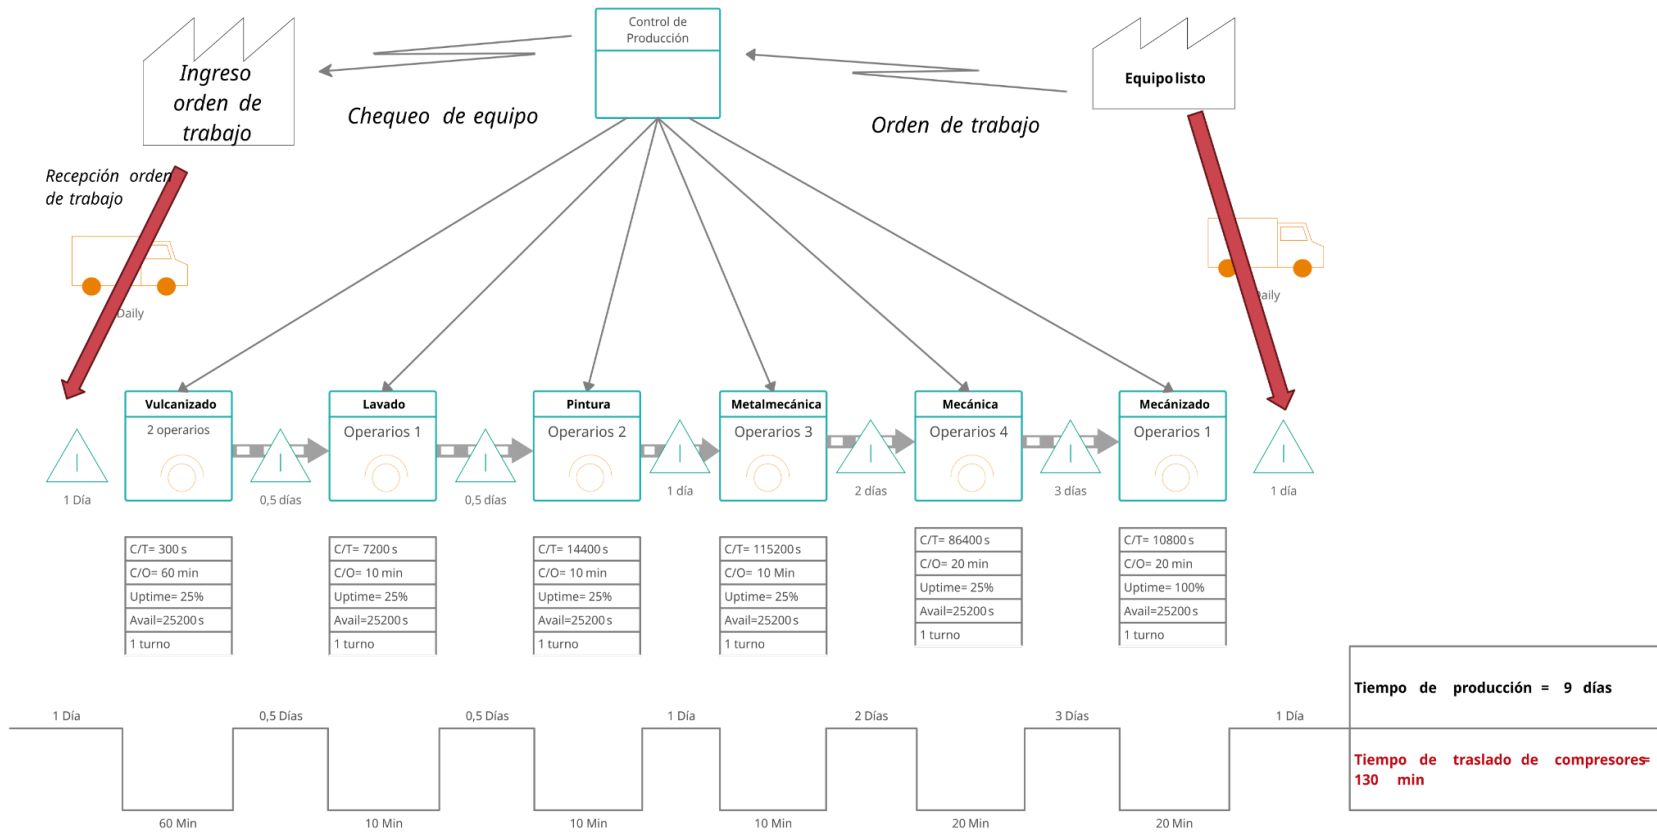 Control de
Producción
Ingreso
orden de
trabajo
Equipo listo
Chequeo de equipo
Orden de trabajo
Recepción orden
de trabajo
Daily
Daily
Vulcanizado
2 operarios
Lavado
Operarios 1
Pintura
Operarios 2
Metalmecánica
Operarios 3
Mecánica
Operarios 4
Mecánizado
Operarios 1
I
I
I
I
I
I
I
1 Día
0,5 días
0,5 días
1 día
2 días
3 días
1 día
C/T= 300 s
C/O= 60 min
Uptime= 25%
Avail=25200 s
1 turno
C/T= 7200 s
C/O= 10 min
Uptime= 25%
Avail=25200 s
1 turno
C/T= 14400 s
C/O= 10 min
Uptime= 25%
Avail=25200 s
1 turno
C/T= 115200 s
C/O= 10 Min
Uptime= 25%
Avail=25200 s
1 turno
C/T= 86400 s
C/O= 20 min
Uptime= 25%
Avail=25200 s
1 turno
C/T= 10800 s
C/O= 20 min
Uptime= 100%
Avail=25200 s
1 turno
1 Día
0,5 Días
0,5 Días
1 Día
2 Días
3 Días
1 Día
60 Min
10 Min
10 Min
10 Min
20 Min
20 Min
Tiempo de producción = 9 días
Tiempo de traslado de compresores=
130 min